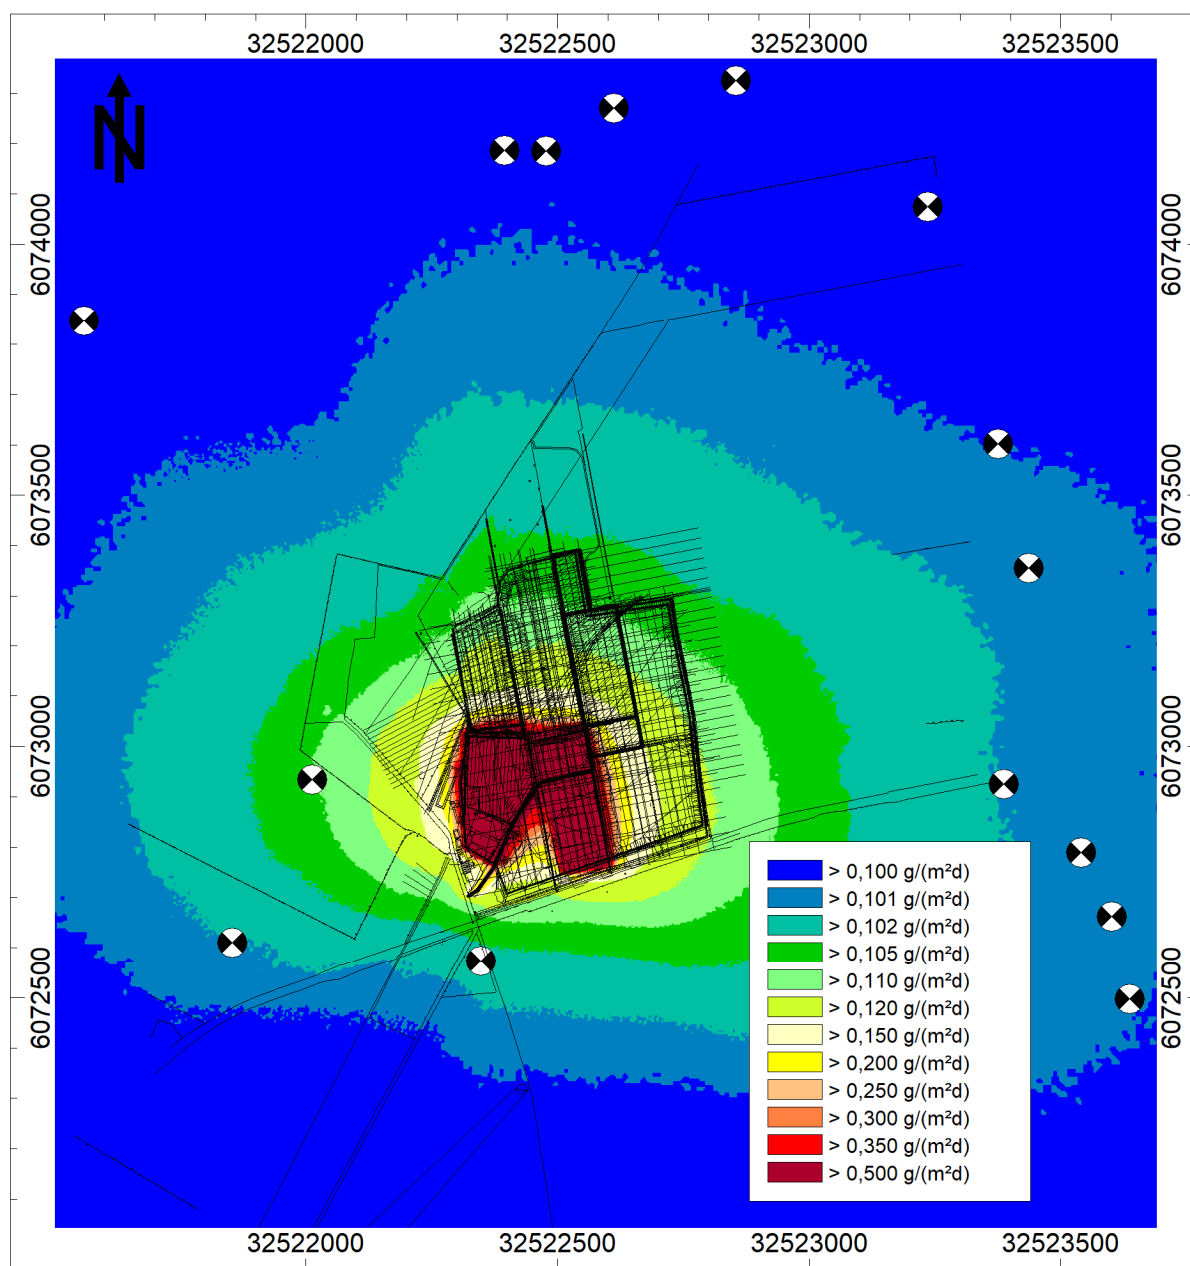 32522000 32522500 32523000 32523500
N
6074000
6073500
6073000
6072500
6074000
6073500
6073000
6072500
> 0,100 g/(m²d)
> 0,101 g/(m²d)
> 0,102 g/(m²d)
> 0,105 g/(m²d)
> 0,110 g/(m²d)
> 0,120 g/(m²d)
> 0,150 g/(m²d)
> 0,200 g/(m²d)
> 0,250 g/(m²d)
> 0,300 g/(m²d)
> 0,350 g/(m²d)
> 0,500 g/(m²d)
32522000 32522500 32523000 32523500